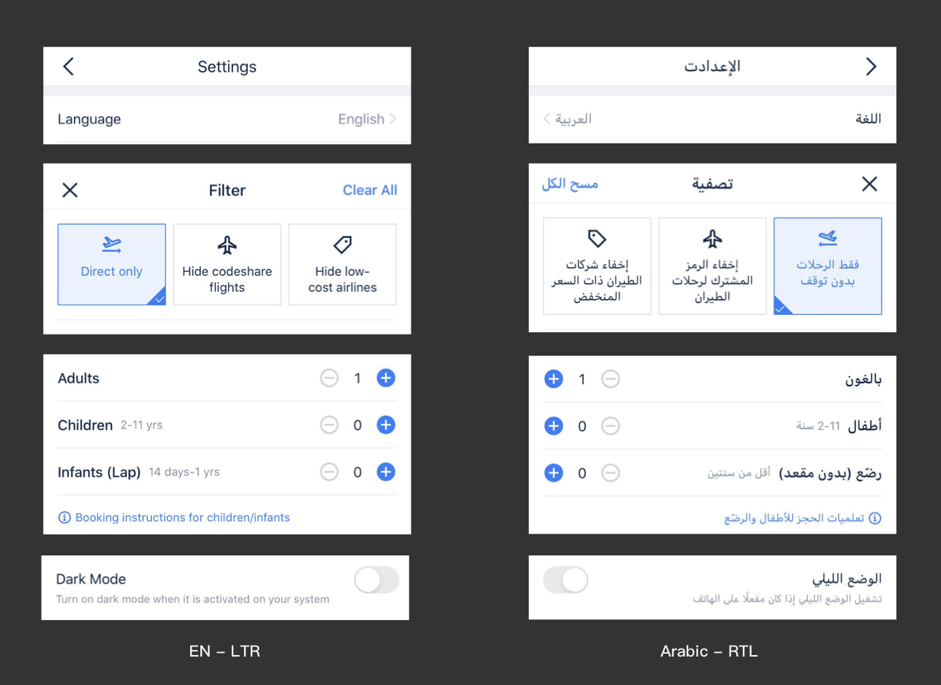 Settings
Language
English
Filter
Clear All
Direct only
Hide codeshare
flights
Hide low-
cost airlines
Adults
1
Children 2-11 yrs
0
Infants (Lap) 14 days-1 yrs
0
Booking instructions for children/infants
Dark Mode
Turn on dark mode when it is activated on your system
EN – LTR
الإعدادت
اللغة
العربية
تصفية
مسح الكل
فقط الرحلات
بدون توقف
إخفاء الرمز
المشترك لرحلات
الطيران
إخفاء شركات
الطيران ذات السعر
المنخفض
بالغون
1
أطفال 2-11 سنة
0
رضّع (بدون مقعد) أقل من سنتين
0
تعلميات الحجز للأطفال والرضّع
الوضع الليلي
تشغيل الوضع الليلي إذا كان مفعلًا على الهاتف
Arabic – RTL